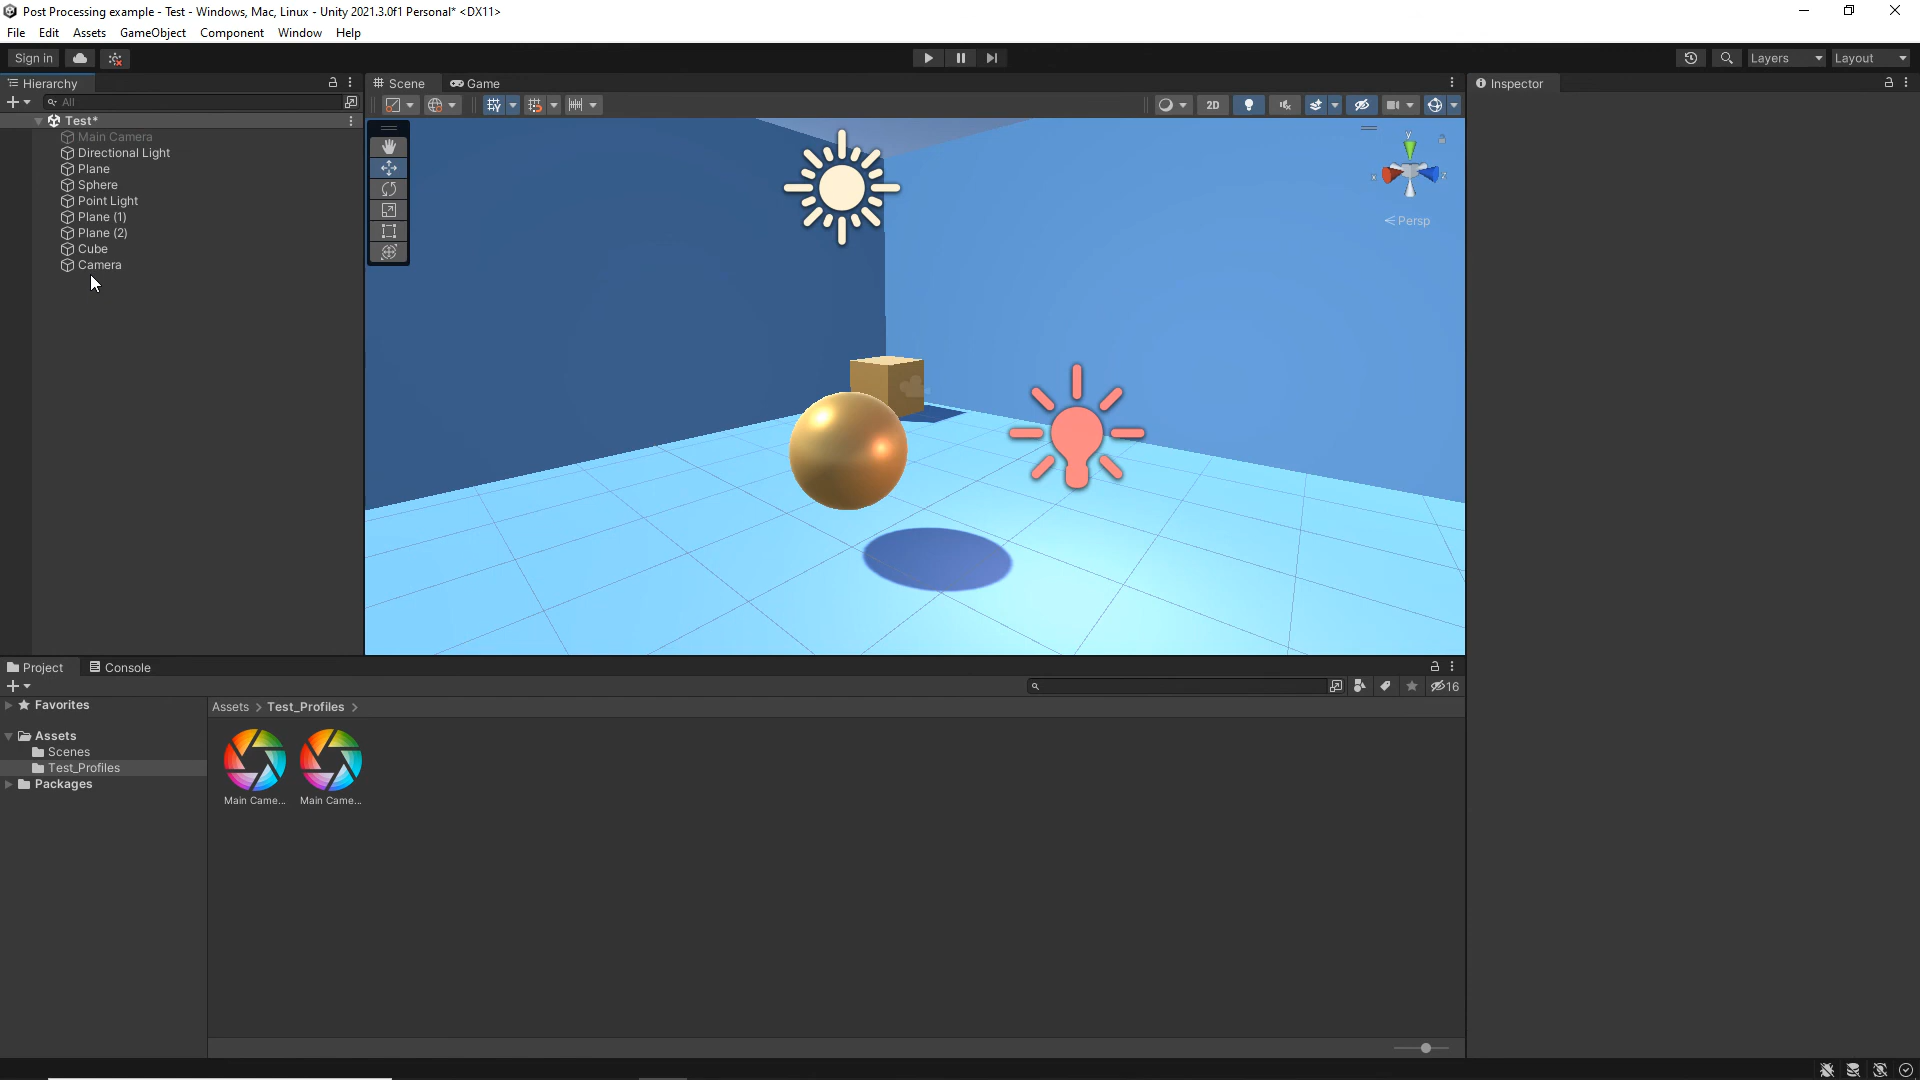 Post Processing example - Test - Windows, Mac, Linux - Unity 2021.3.0f1 Personal* <DX11>
File Edit Assets GameObject Component Window Help
Sign in
Layers
Layout
Hierarchy
Scene
Game
Inspector
All
2D
Test*
Main Camera
Directional Light
Plane
Sphere
Point Light
Plane (1)
Plane (2)
Cube
Camera
y
x
z
Persp
Project
Console
16
Favorites
Assets > Test_Profiles >
Assets
Scenes
Test_Profiles
Packages
Main Came...
Main Came...